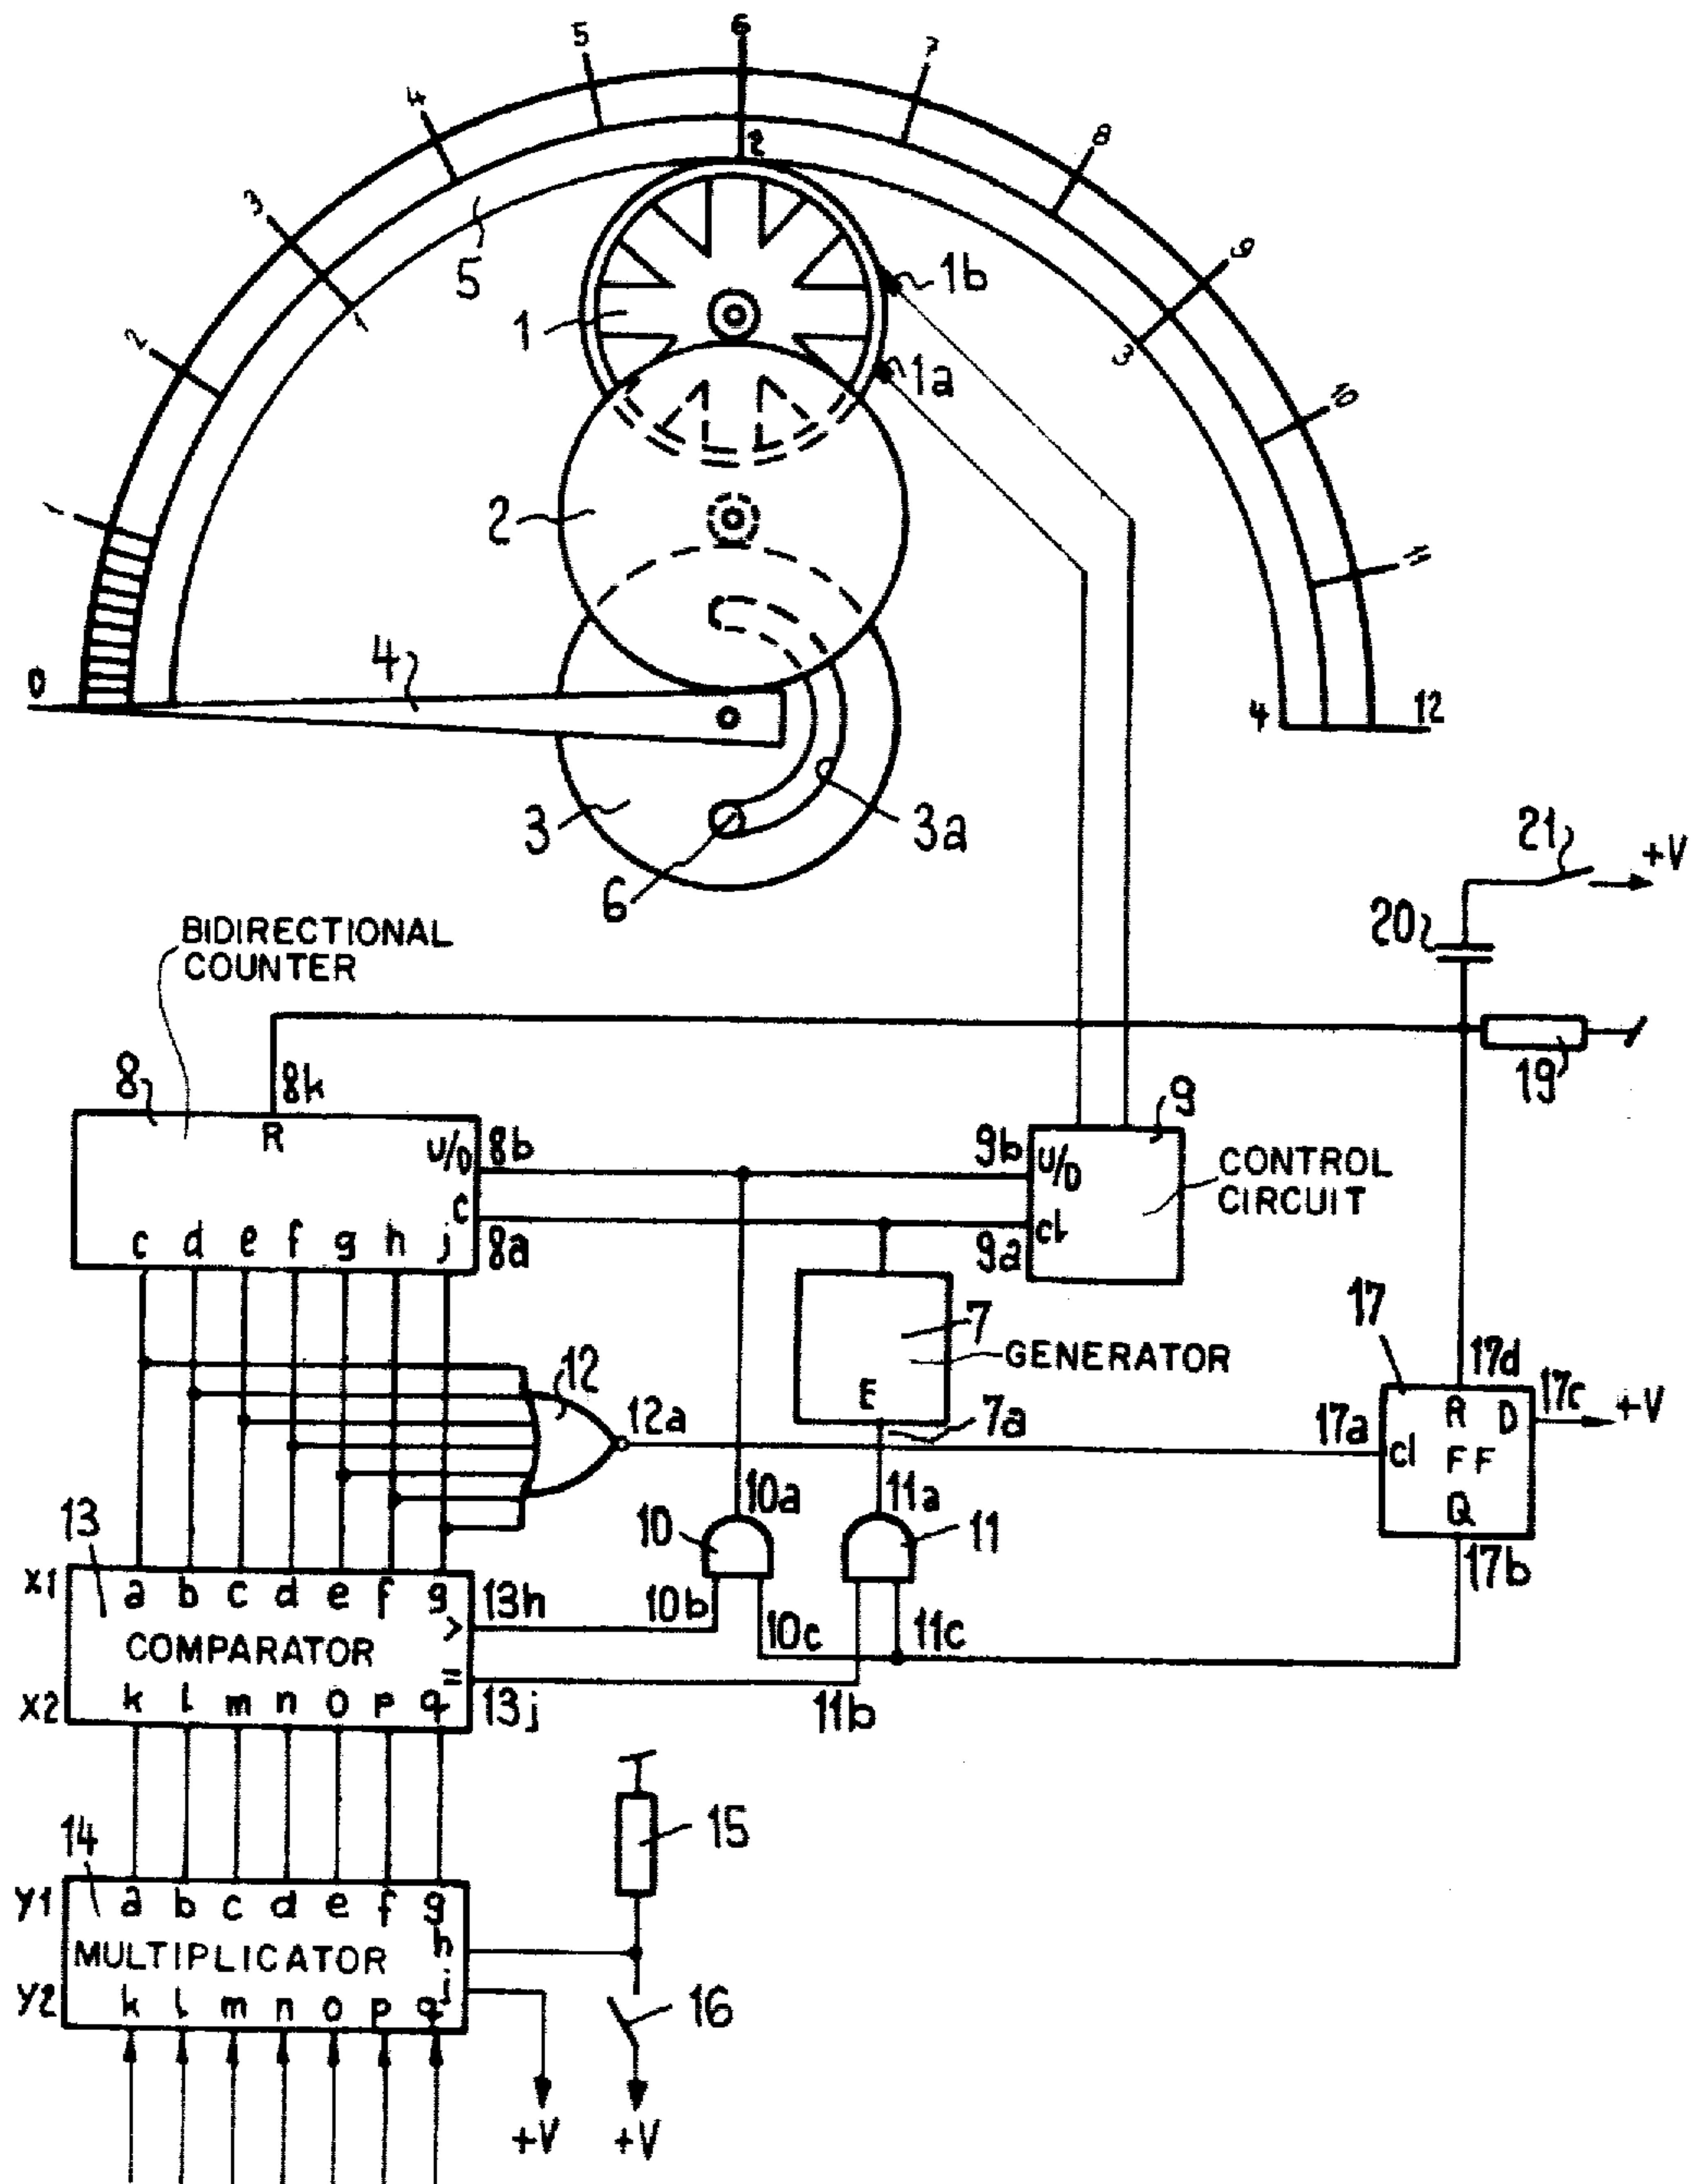 6
5
7
4
8
2
3
9
5
1b
1
3
1a
2
10
2
11
4
0
4
12
3
3a
21
+V
6
20
BIDIRECTIONAL
COUNTER
8
8k
19
9
R
U/D 8b
9b U/D
CONTROL
CIRCUIT
C
8a
9a cl
c d e f g h j
17
7
GENERATOR
17d
12
E
17c
+V
12a
7a
R D
17a
cl FF
10a
11a
Q
13
10
11
17b
X1 a b c d e f g
13h
>
10b
10c
11c
COMPARATOR
=
X2 k l m n o p q
13j
11b
15
14
Y1 a b c d e f g
h
MULTIPLICATOR
j
Y2 k l m n o p q
16
+V
+V